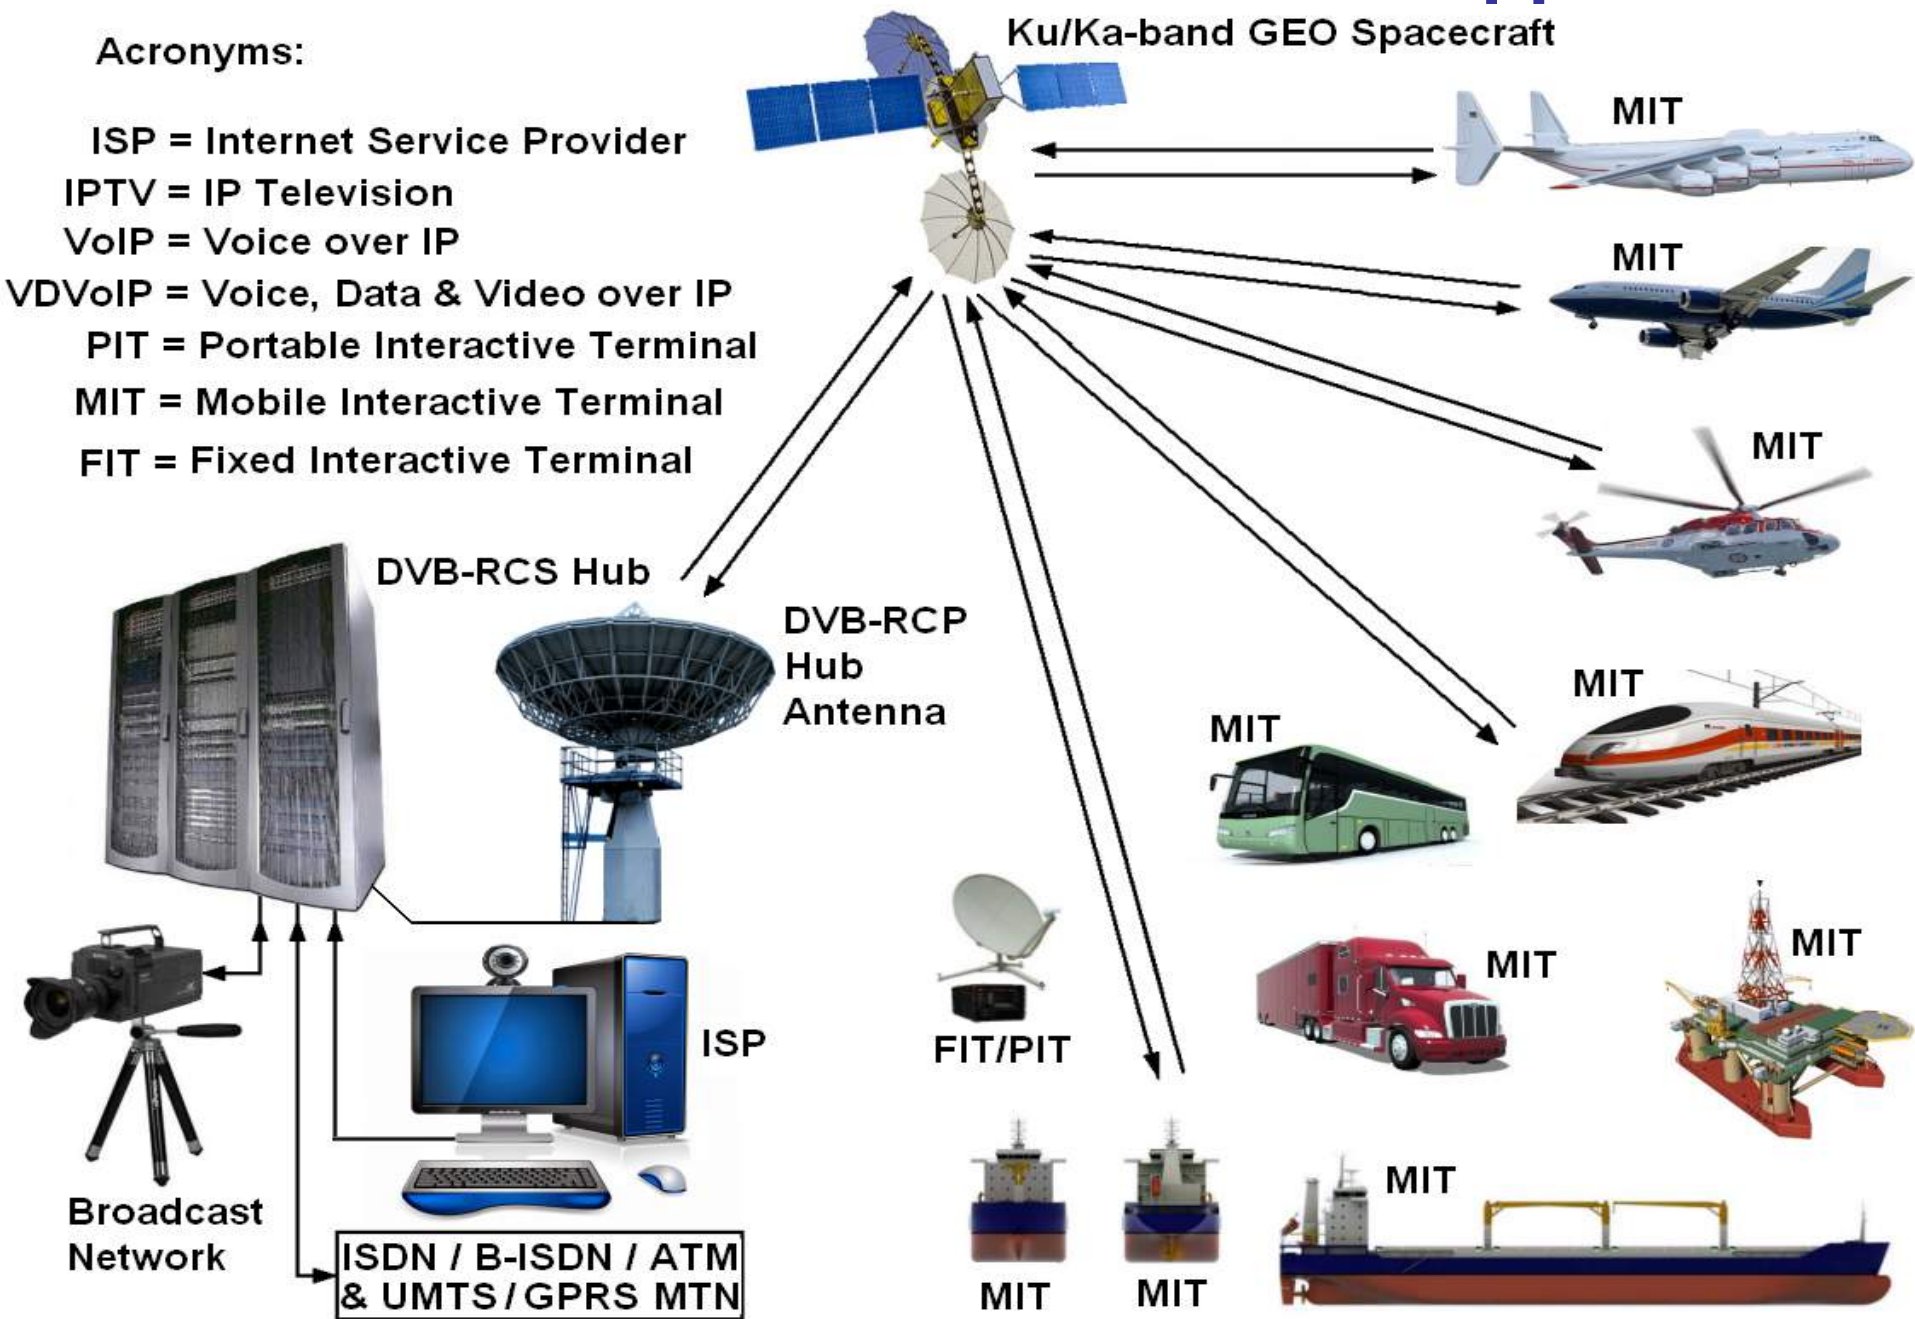 Ku/Ka-band GEO Spacecraft
Acronyms:
ISP = Internet Service Provider
IPTV = IP Television
VoIP = Voice over IP
VDVoIP = Voice, Data & Video over IP
PIT = Portable Interactive Terminal
MIT = Mobile Interactive Terminal
FIT = Fixed Interactive Terminal
MIT
MIT
MIT
DVB-RCS Hub
DVB-RCP
Hub
Antenna
MIT
MIT
MIT
MIT
ISP
FIT/PIT
Broadcast
Network
ISDN / B-ISDN / ATM
& UMTS / GPRS MTN
MIT
MIT
MIT